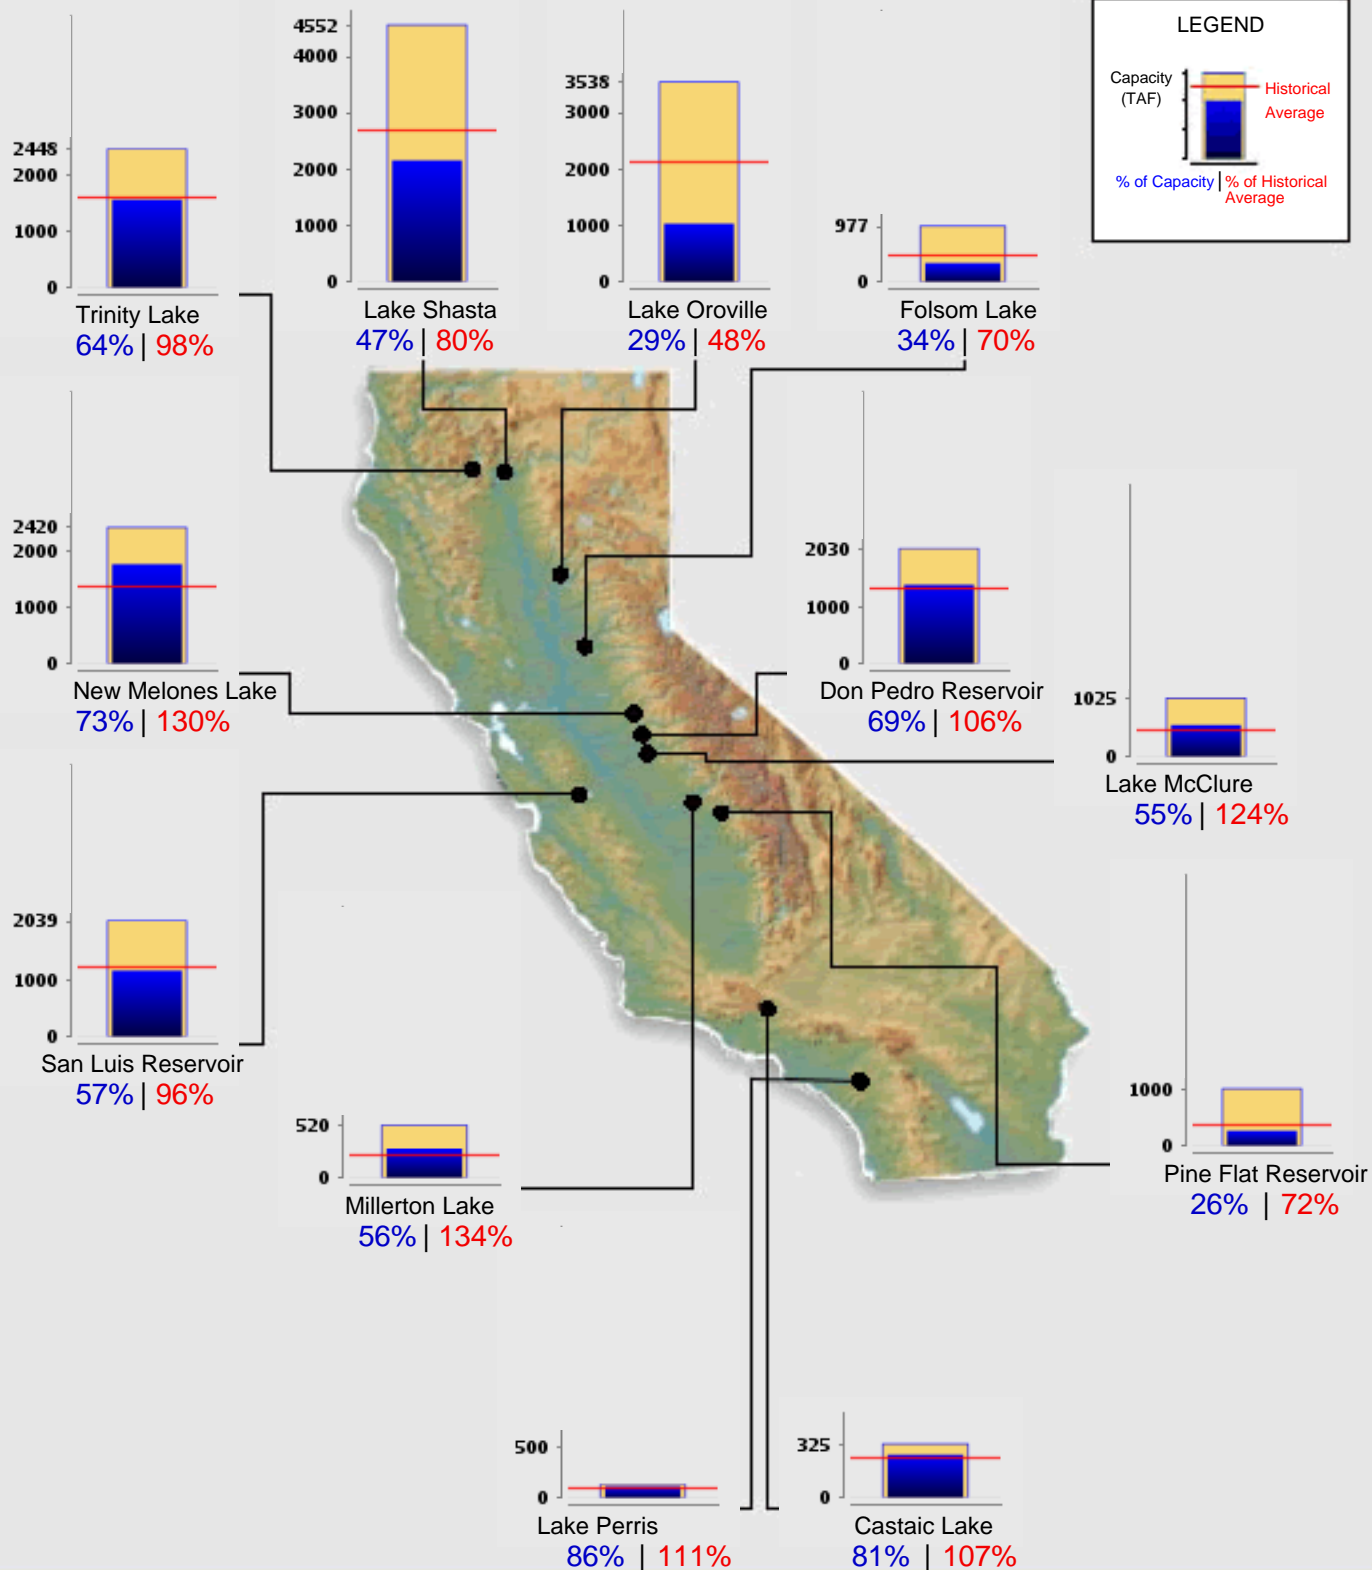 LEGEND
Capacity
(TAF)
Historical
Average
% of Capacity | % of Historical
Average
2448
2000
1000
0
Trinity Lake
64% | 98%
4552
4000
3000
2000
1000
0
Lake Shasta
47% | 80%
3538
3000
2000
1000
0
Lake Oroville
29% | 48%
977
0
Folsom Lake
34% | 70%
2420
2000
1000
0
New Melones Lake
73% | 130%
2030
1000
0
Don Pedro Reservoir
69% | 106%
1025
0
Lake McClure
55% | 124%
2039
1000
0
San Luis Reservoir
57% | 96%
520
0
Millerton Lake
56% | 134%
1000
0
Pine Flat Reservoir
26% | 72%
500
0
Lake Perris
86% | 111%
325
0
Castaic Lake
81% | 107%